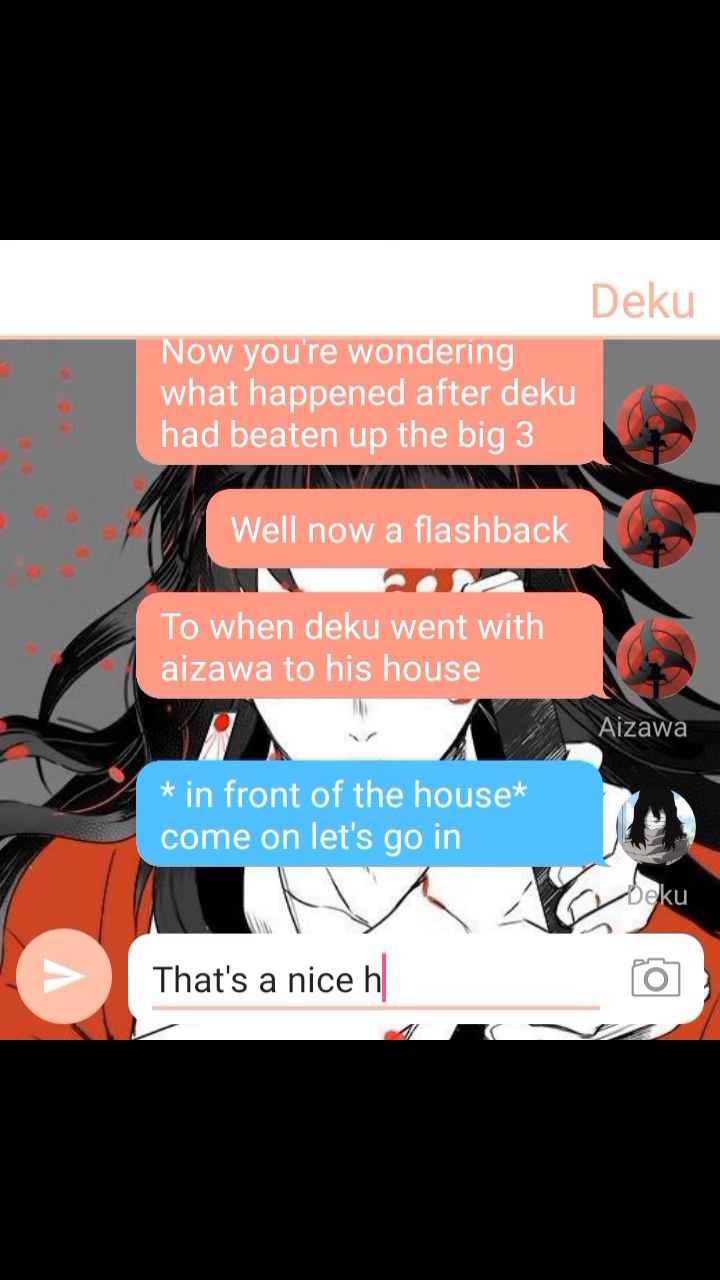 Deku
Now you're wondering
what happened after deku
had beaten up the big 3
Well now a flashback
To when deku went with
aizawa to his house
Aizawa
* in front of the house*
come on let's go in
Deku
That's a nice h